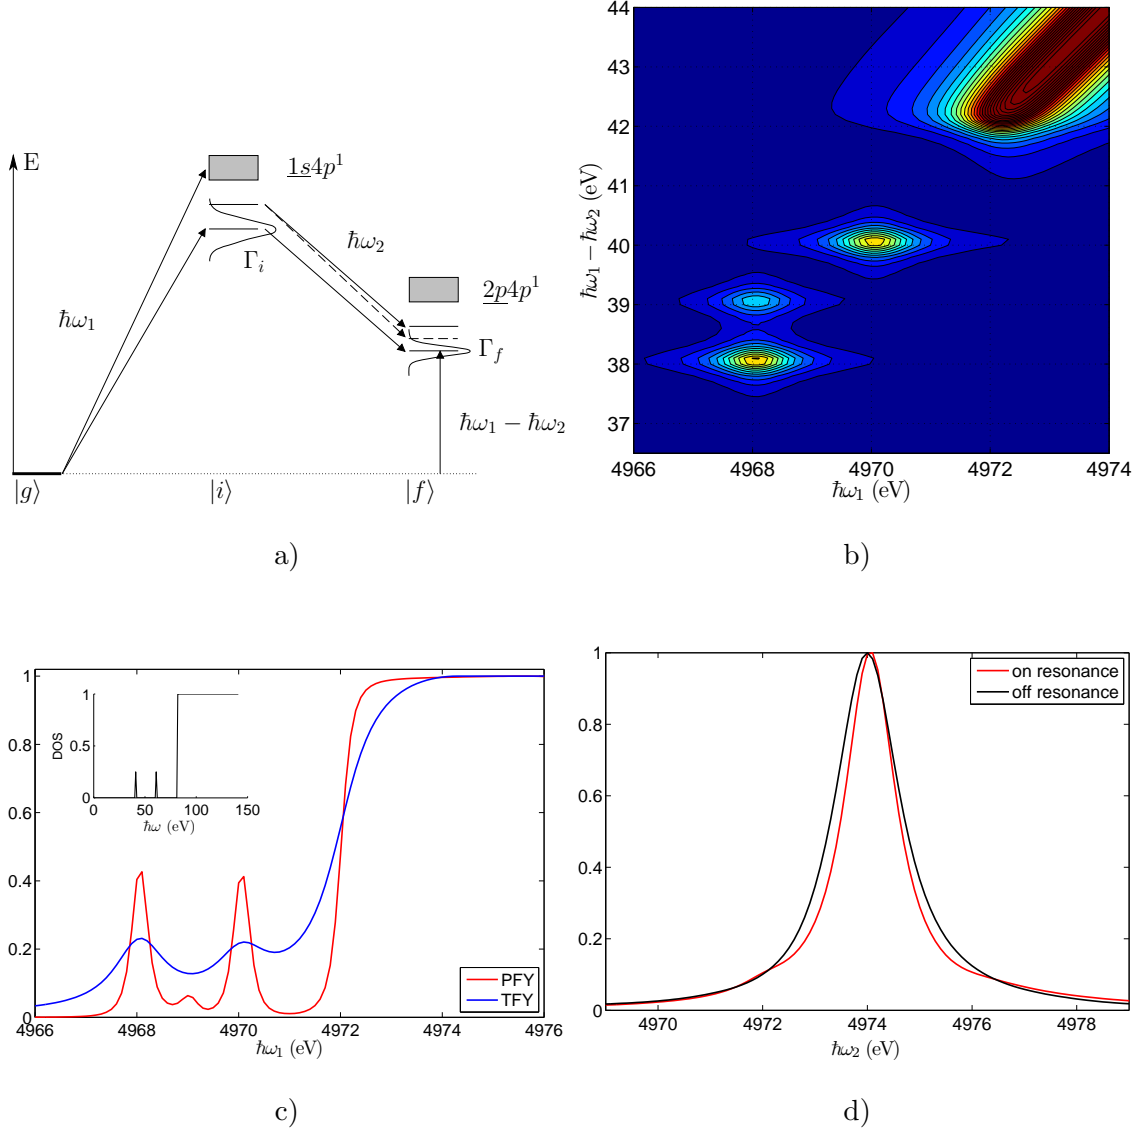 E
1s4p¹
ħω₂
Γᵢ
2p4p¹
ħω₁
Γ_f
ħω₁ − ħω₂
|g⟩ |i⟩ |f⟩
a)
44
43
42
41
40
39
38
37
ħω₁ − ħω₂ (eV)
4966 4968 4970 4972 4974
ħω₁ (eV)
b)
1
0.8
0.6
0.4
0.2
0
1
0.5
0
DOS
0 50 100 150
ħω (eV)
PFY
TFY
4966 4968 4970 4972 4974 4976
ħω₁ (eV)
c)
1
0.8
0.6
0.4
0.2
0
on resonance
off resonance
4970 4972 4974 4976 4978
ħω₂ (eV)
d)